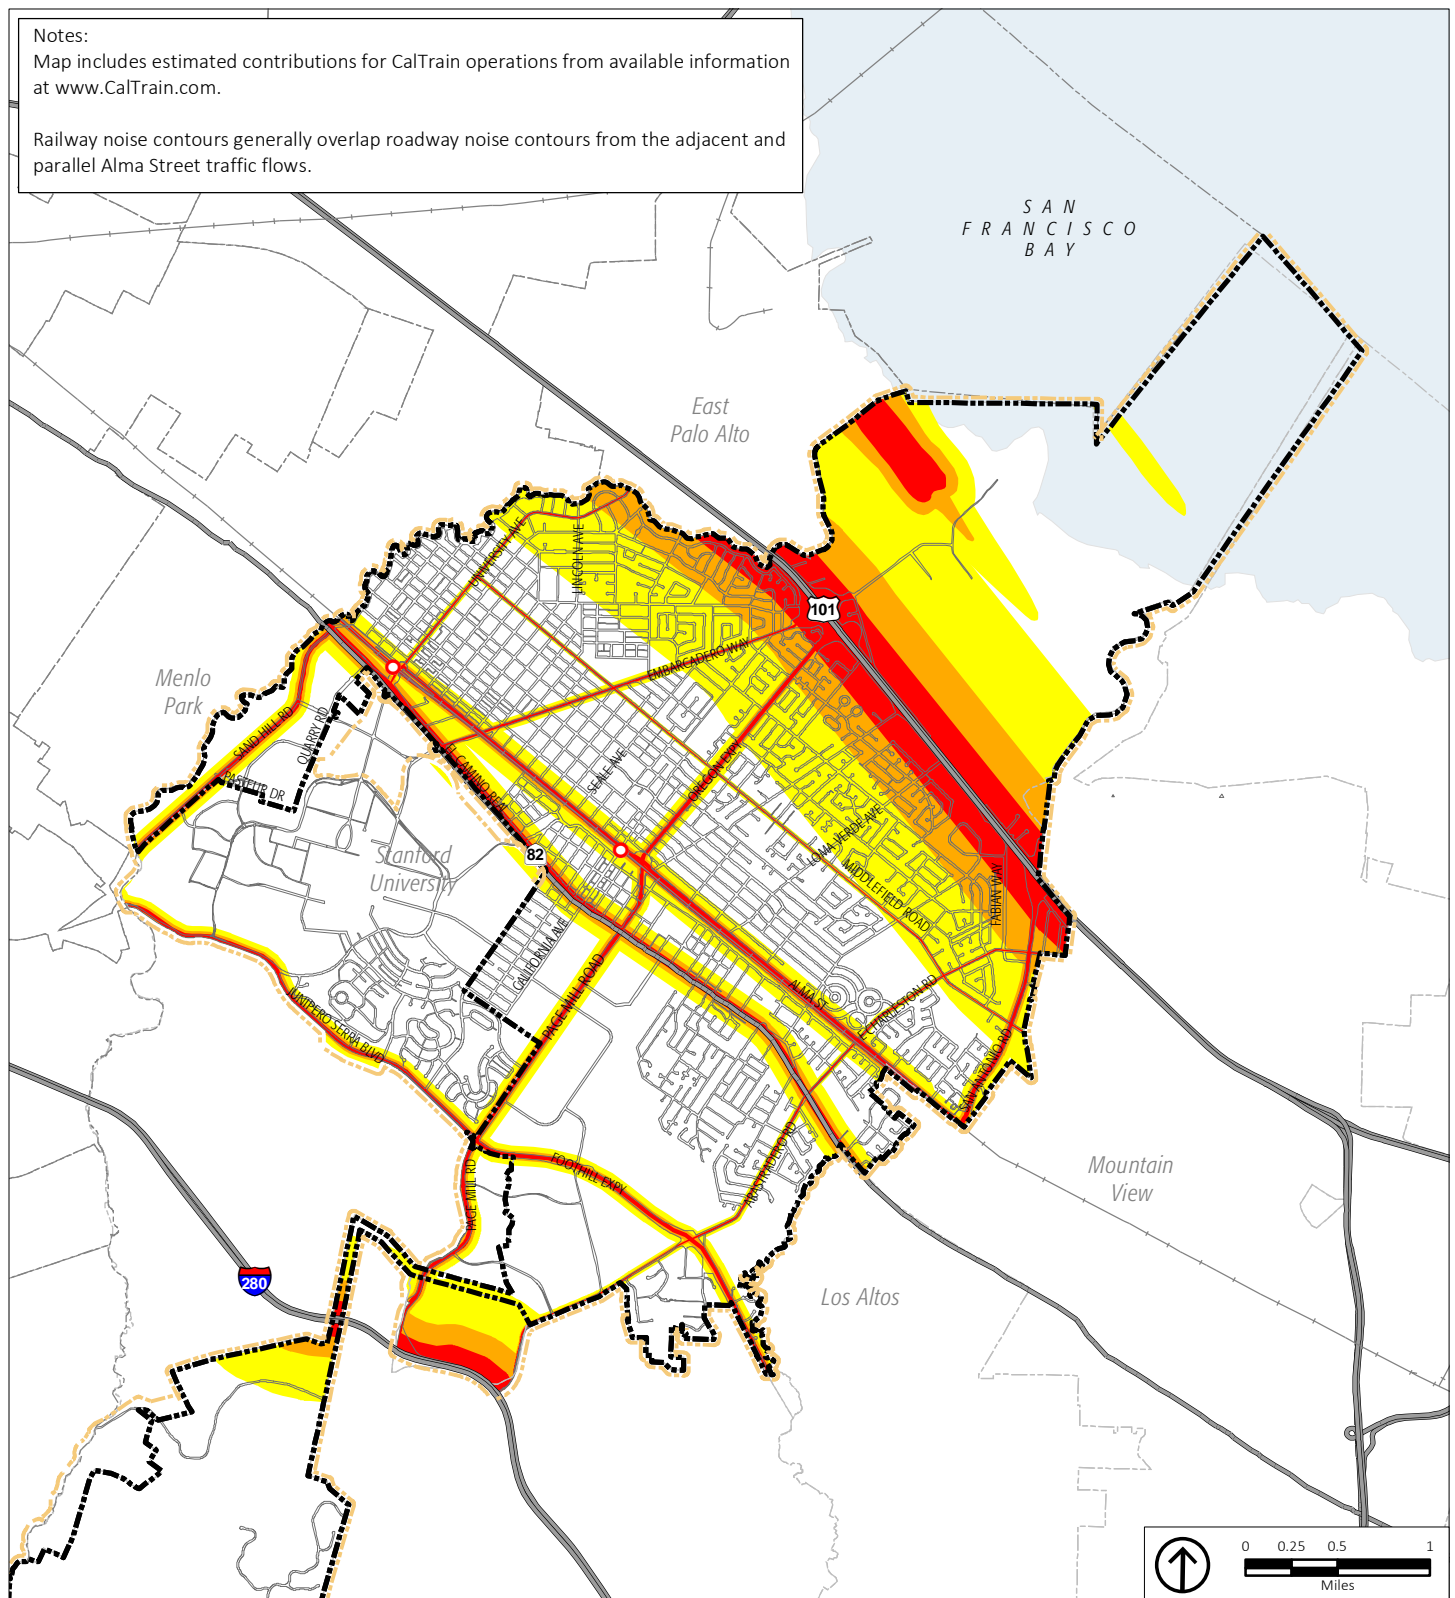 Notes:
Map includes estimated contributions for CalTrain operations from available information
at www.CalTrain.com.
Railway noise contours generally overlap roadway noise contours from the adjacent and
parallel Alma Street traffic flows.
SAN
FRANCISCO
BAY
East
Palo Alto
UNIVERSITY AVE
LINCOLN AVE
101
EMBARCADERO WAY
Menlo
Park
SAND HILL RD
QUARRY RD
PASTEUR DR
EL CAMINO REAL
SEALE AVE
OREGON EXPY
LOMA VERDE AVE
MIDDLEFIELD ROAD
FABIAN WAY
Stanford
University
82
CALIFORNIA AVE
PAGE MILL ROAD
ALMA ST
E CHARLESTON RD
SAN ANTONIO RD
JUNIPERO SERRA BLVD
FOOTHILL EXPY
ARASTRADERO RD
PAGE MILL RD
Mountain
View
280
Los Altos
0 0.25 0.5 1
Miles